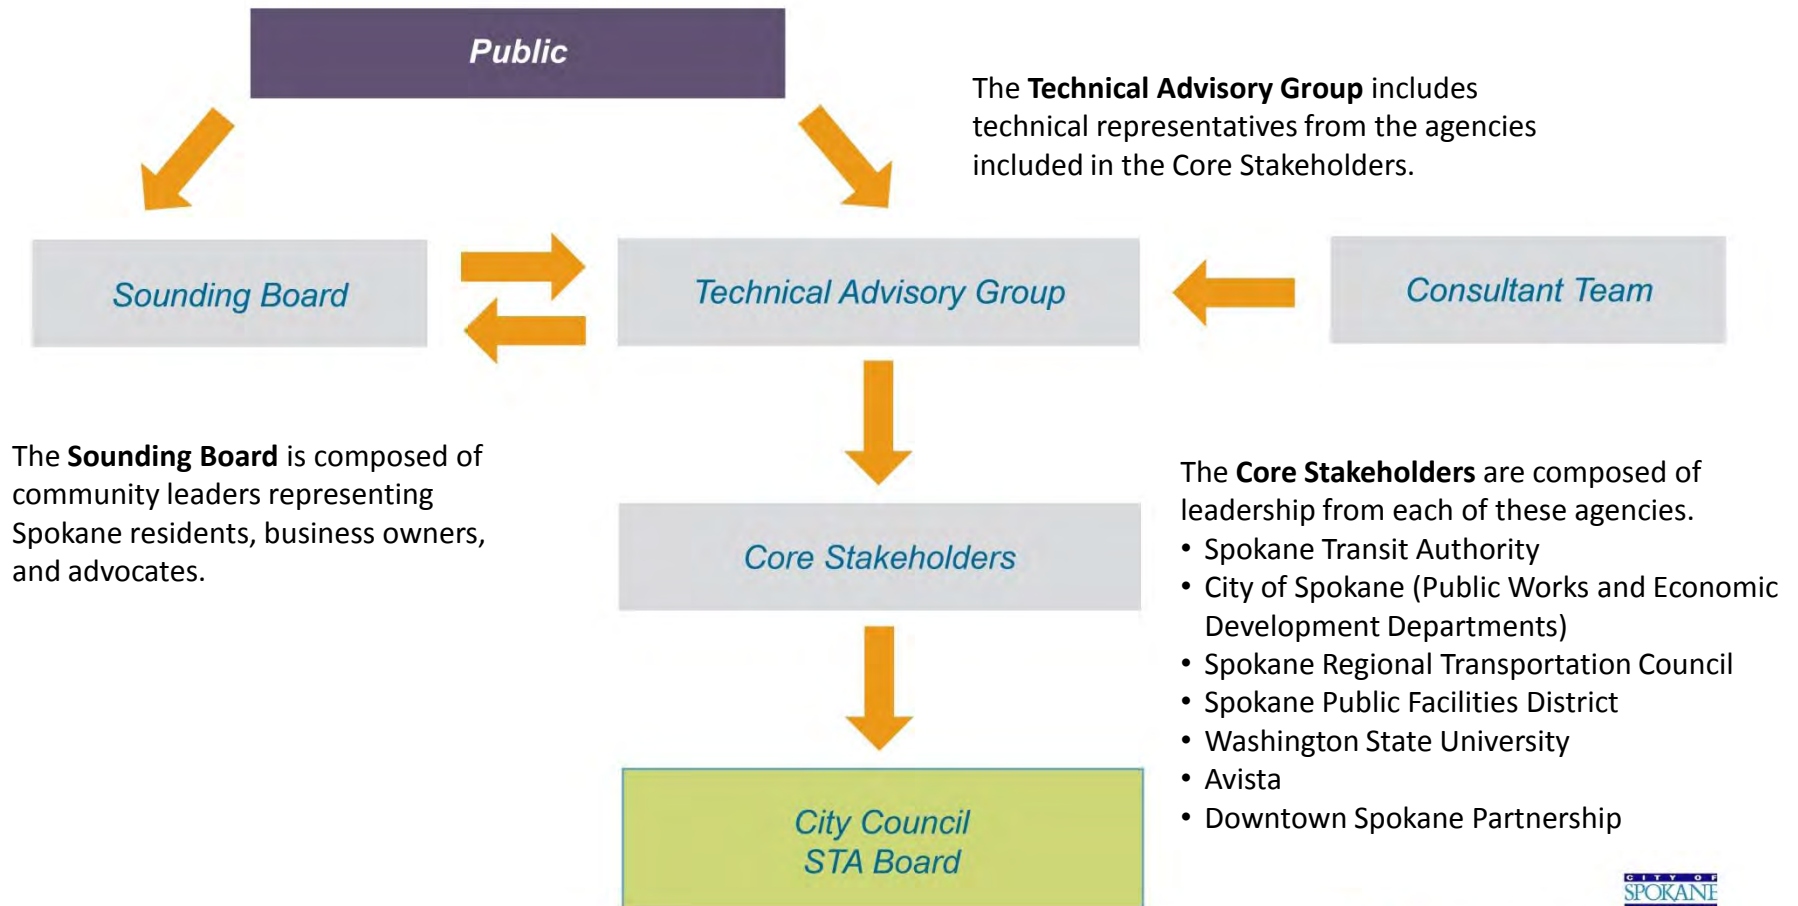 Public
The Technical Advisory Group includes
technical representatives from the agencies
included in the Core Stakeholders.
Sounding Board
Technical Advisory Group
Consultant Team
The Sounding Board is composed of
community leaders representing
Spokane residents, business owners,
and advocates.
Core Stakeholders
The Core Stakeholders are composed of
leadership from each of these agencies.
• Spokane Transit Authority
• City of Spokane (Public Works and Economic
Development Departments)
• Spokane Regional Transportation Council
• Spokane Public Facilities District
• Washington State University
• Avista
• Downtown Spokane Partnership
City Council
STA Board
CITY OF
SPOKANE